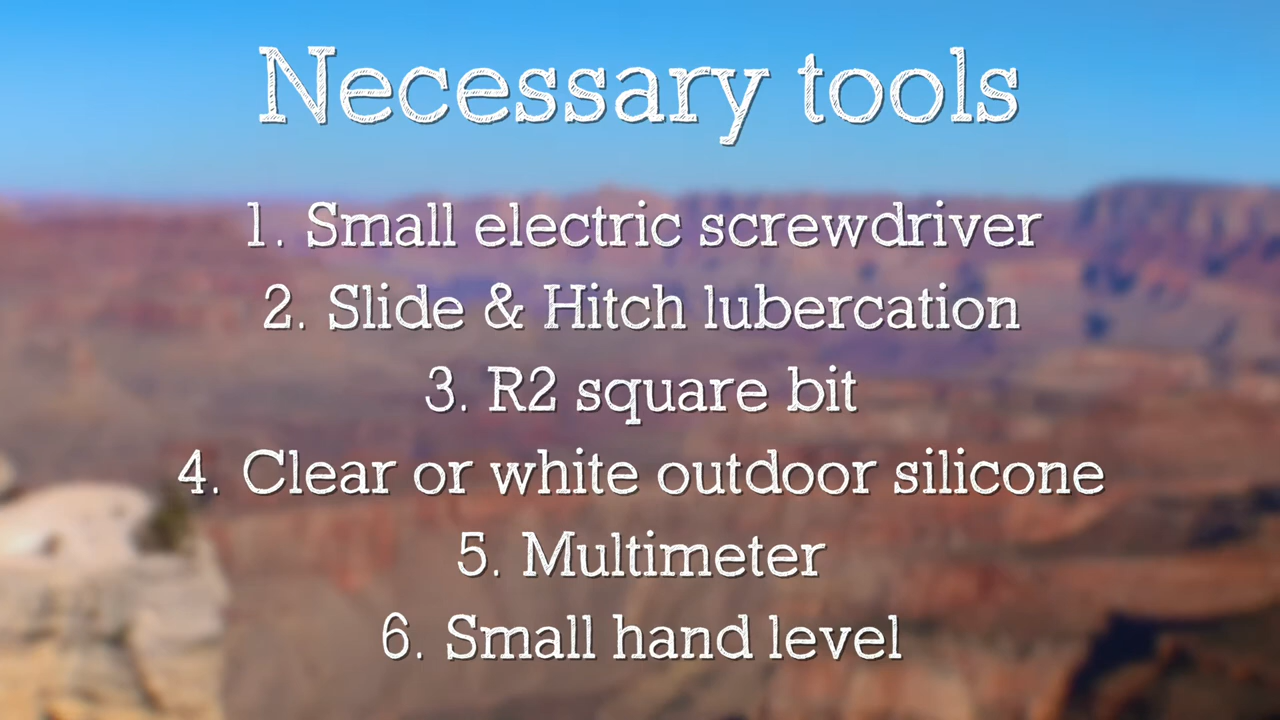 Necessary tools
1. Small electric screwdriver
2. Slide & Hitch lubercation
3. R2 square bit
4. Clear or white outdoor silicone
5. Multimeter
6. Small hand level